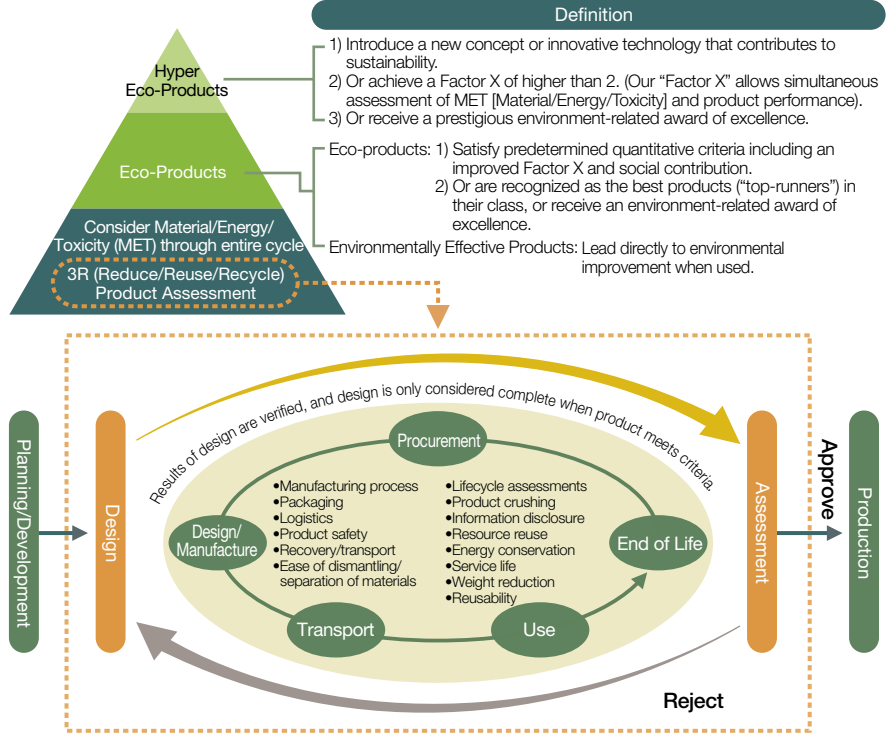 Definition
Hyper
Eco-Products
1) Introduce a new concept or innovative technology that contributes to
sustainability.
2) Or achieve a Factor X of higher than 2. (Our “Factor X” allows simultaneous
assessment of MET [Material/Energy/Toxicity] and product performance).
3) Or receive a prestigious environment-related award of excellence.
Eco-Products
Eco-products: 1) Satisfy predetermined quantitative criteria including an
improved Factor X and social contribution.
2) Or are recognized as the best products (“top-runners”) in
their class, or receive an environment-related award of
excellence.
Environmentally Effective Products: Lead directly to environmental
improvement when used.
Consider Material/Energy/
Toxicity (MET) through entire cycle
3R (Reduce/Reuse/Recycle)
Product Assessment
Planning/Development
Design
Results of design are verified, and design is only considered complete when product meets criteria.
Procurement
Design/
Manufacture
•Manufacturing process
•Packaging
•Logistics
•Product safety
•Recovery/transport
•Ease of dismantling/
separation of materials
•Lifecycle assessments
•Product crushing
•Information disclosure
•Resource reuse
•Energy conservation
•Service life
•Weight reduction
•Reusability
End of Life
Transport
Use
Assessment
Approve
Production
Reject